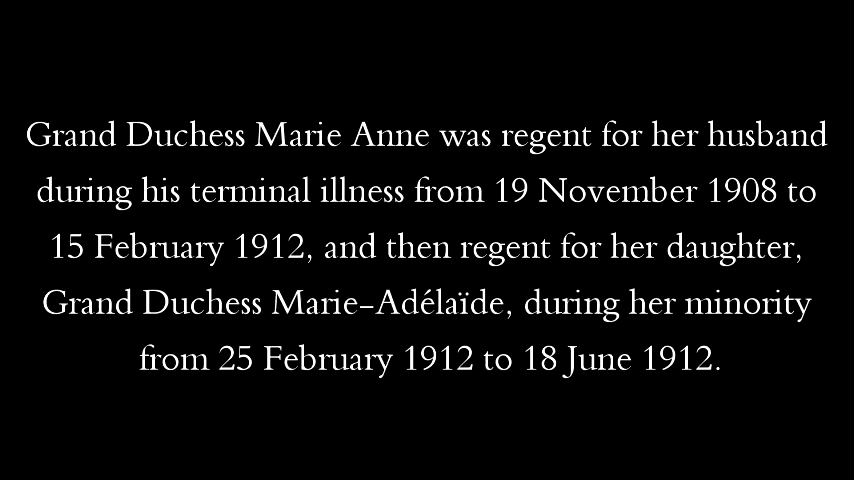 Grand Duchess Marie Anne was regent for her husband
during his terminal illness from 19 November 1908 to
15 February 1912, and then regent for her daughter,
Grand Duchess Marie-Adélaïde, during her minority
from 25 February 1912 to 18 June 1912.